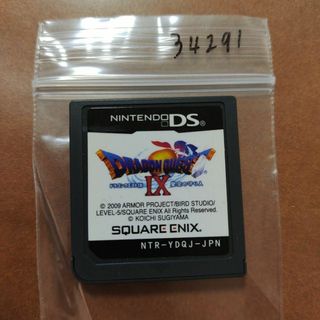 34291
NINTENDO DS
DRAGON QUEST
IX
© 2009 ARMOR PROJECT/BIRD STUDIO/
LEVEL-5/SQUARE ENIX All Rights Reserved.
© KOICHI SUGIYAMA
SQUARE ENIX.
NTR-YDQJ-JPN